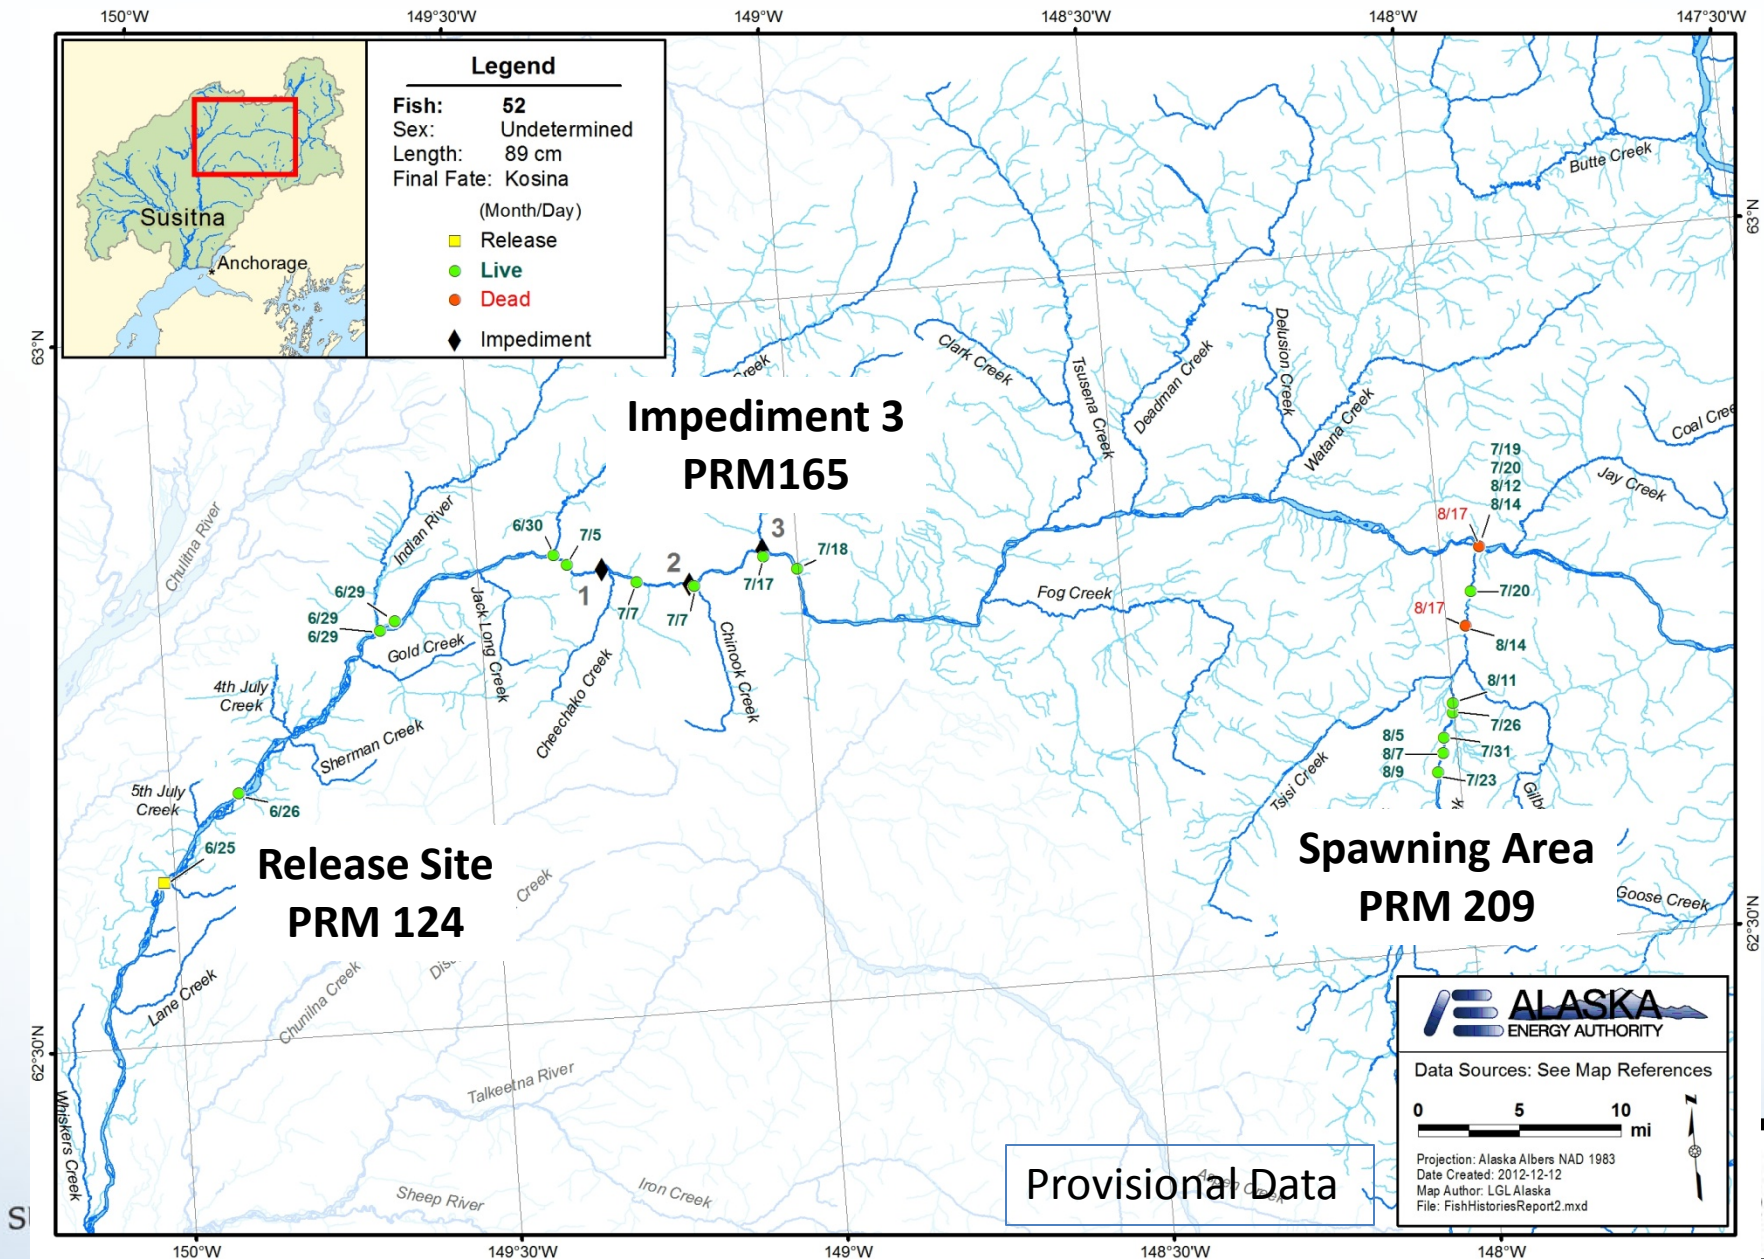 150°W
149°30'W
149°W
148°30'W
148°W
147°30'W
63°N
63°N
62°30'N
62°30'N
Susitna
Anchorage
Legend
Fish: 52
Sex: Undetermined
Length: 89 cm
Final Fate: Kosina
(Month/Day)
Release
Live
Dead
Impediment
Butte Creek
Creek
Clark Creek
Tsusena Creek
Deadman Creek
Delusion Creek
Watana Creek
Coal Cree
Jay Creek
Impediment 3
PRM165
7/19
7/20
8/12
8/14
8/17
Chulitna River
Indian River
6/30
7/5
3
7/18
2
1
7/17
7/7
7/7
6/29
6/29
6/29
Jack Long Creek
Gold Creek
Fog Creek
7/20
8/17
8/14
Chinook Creek
Cheechako Creek
4th July
Creek
Sherman Creek
8/11
7/26
8/5
8/7
8/9
7/31
7/23
Tsisi Creek
Gilb
5th July
Creek
6/26
6/25
Release Site
PRM 124
Spawning Area
PRM 209
Goose Creek
Creek
Lane Creek
Chunilna Creek
Dis
Talkeetna River
Whiskers Creek
Sheep River
Iron Creek
Aspen Creek
Provisional Data
ALASKA
ENERGY AUTHORITY
Data Sources: See Map References
0 5 10
mi
N
Projection: Alaska Albers NAD 1983
Date Created: 2012-12-12
Map Author: LGL Alaska
File: FishHistoriesReport2.mxd
150°W
149°30'W
149°W
148°30'W
148°W